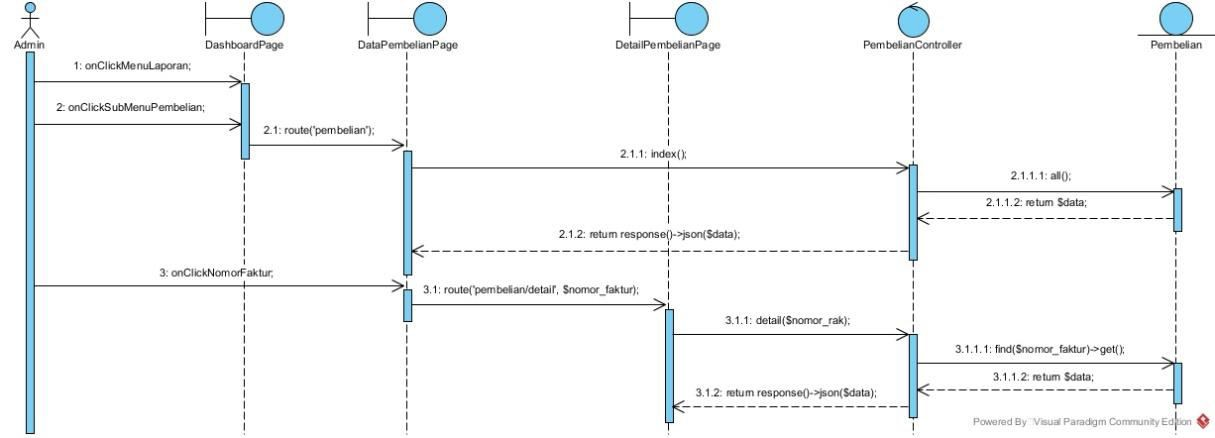 Admin
DashboardPage
DataPembelianPage
DetailPembelianPage
PembelianController
Pembelian
1: onClickMenuLaporan;
2: onClickSubMenuPembelian;
2.1: route('pembelian');
2.1.1: index();
2.1.1.1: all();
2.1.1.2: return $data;
2.1.2: return response()->json($data);
3: onClickNomorFaktur;
3.1: route('pembelian/detail', $nomor_faktur);
3.1.1: detail($nomor_rak);
3.1.1.1: find($nomor_faktur)->get();
3.1.1.2: return $data;
3.1.2: return response()->json($data);
Powered By Visual Paradigm Community Edition